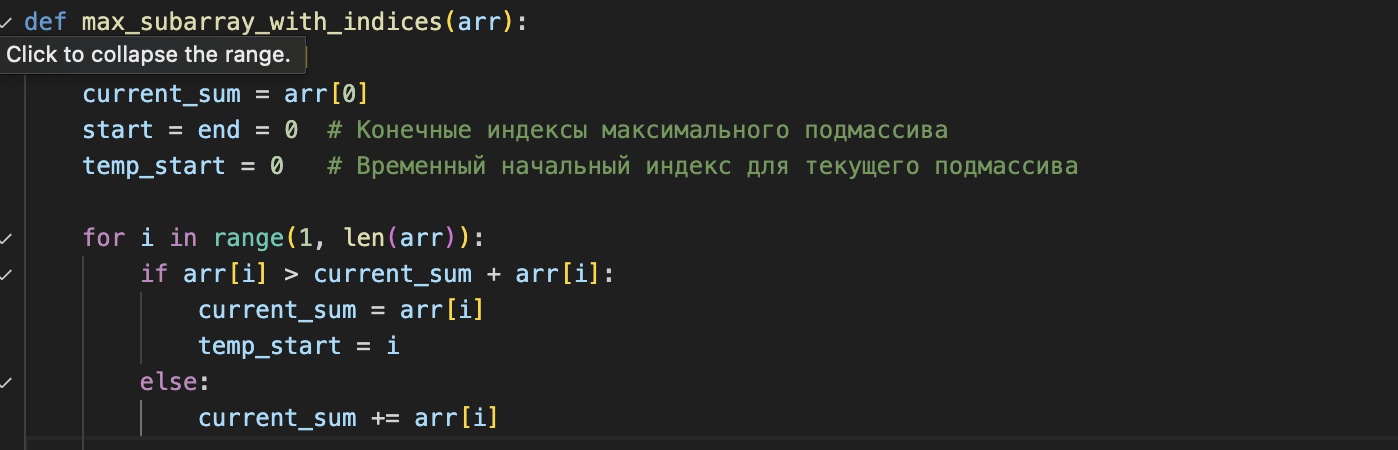 def max_subarray_with_indices(arr):
Click to collapse the range.
current_sum = arr[0]
start = end = 0  # Конечные индексы максимального подмассива
temp_start = 0   # Временный начальный индекс для текущего подмассива
for i in range(1, len(arr)):
if arr[i] > current_sum + arr[i]:
current_sum = arr[i]
temp_start = i
else:
current_sum += arr[i]